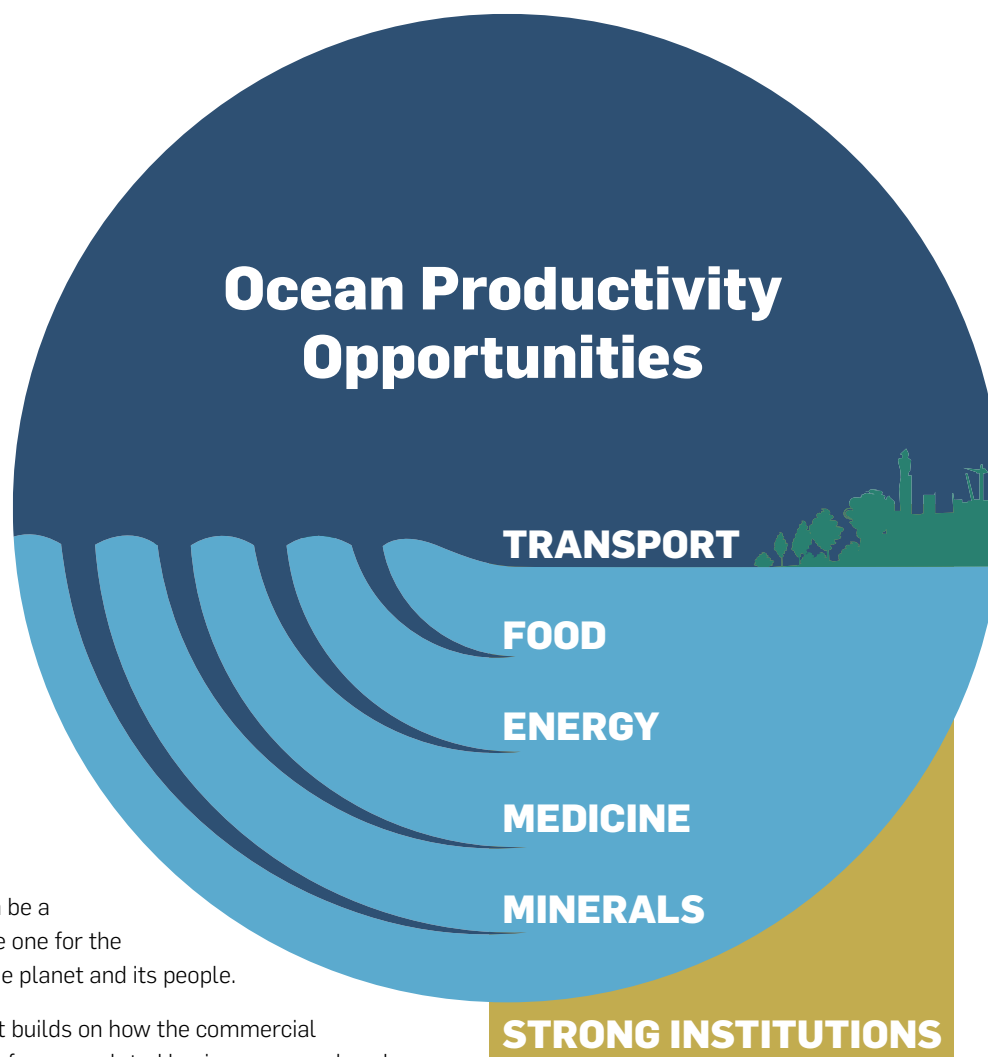 Ocean Productivity
Opportunities
TRANSPORT
FOOD
ENERGY
MEDICINE
MINERALS
be a
one for the
planet and its people.
builds on how the commercial
STRONG INSTITUTIONS